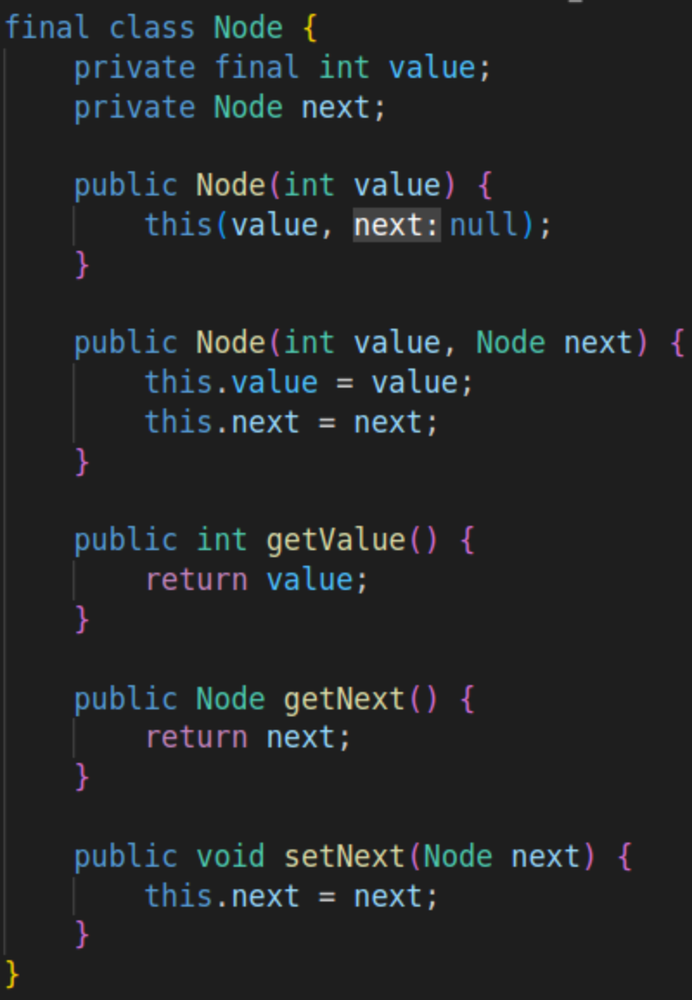 final class Node {
    private final int value;
    private Node next;

    public Node(int value) {
        this(value, next: null);
    }

    public Node(int value, Node next) {
        this.value = value;
        this.next = next;
    }

    public int getValue() {
        return value;
    }

    public Node getNext() {
        return next;
    }

    public void setNext(Node next) {
        this.next = next;
    }
}